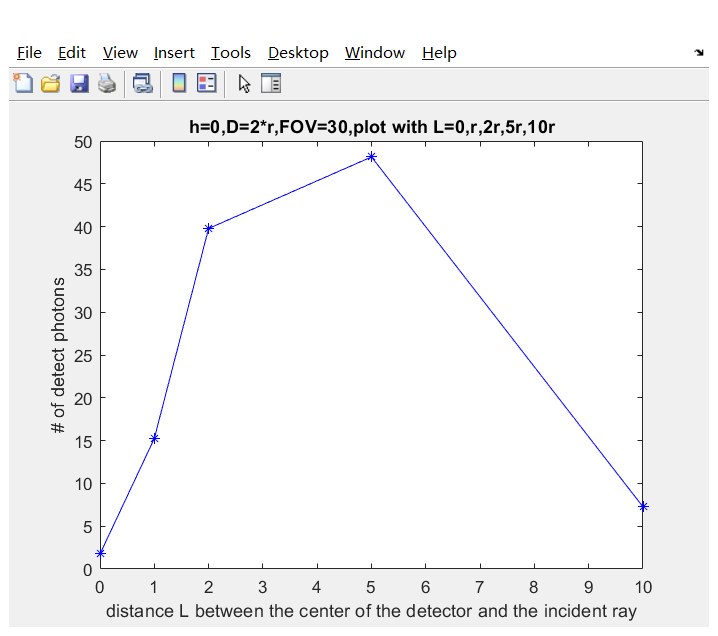 File Edit View Insert Tools Desktop Window Help
h=0,D=2*r,FOV=30,plot with L=0,r,2r,5r,10r
50
45
40
35
30
25
20
15
10
5
0
# of detect photons
0 1 2 3 4 5 6 7 8 9 10
distance L between the center of the detector and the incident ray